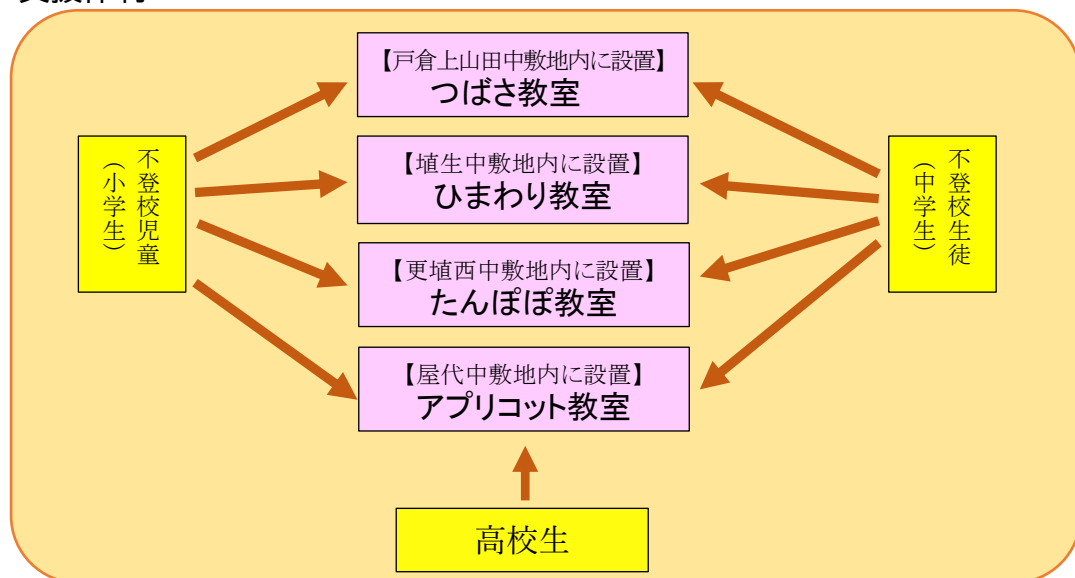 【戸倉上山田中敷地内に設置】
つばさ教室
不登校児童
（小学生）
【埴生中敷地内に設置】
ひまわり教室
不登校生徒
（中学生）
【更埴西中敷地内に設置】
たんぽぽ教室
【屋代中敷地内に設置】
アプリコット教室
高校生